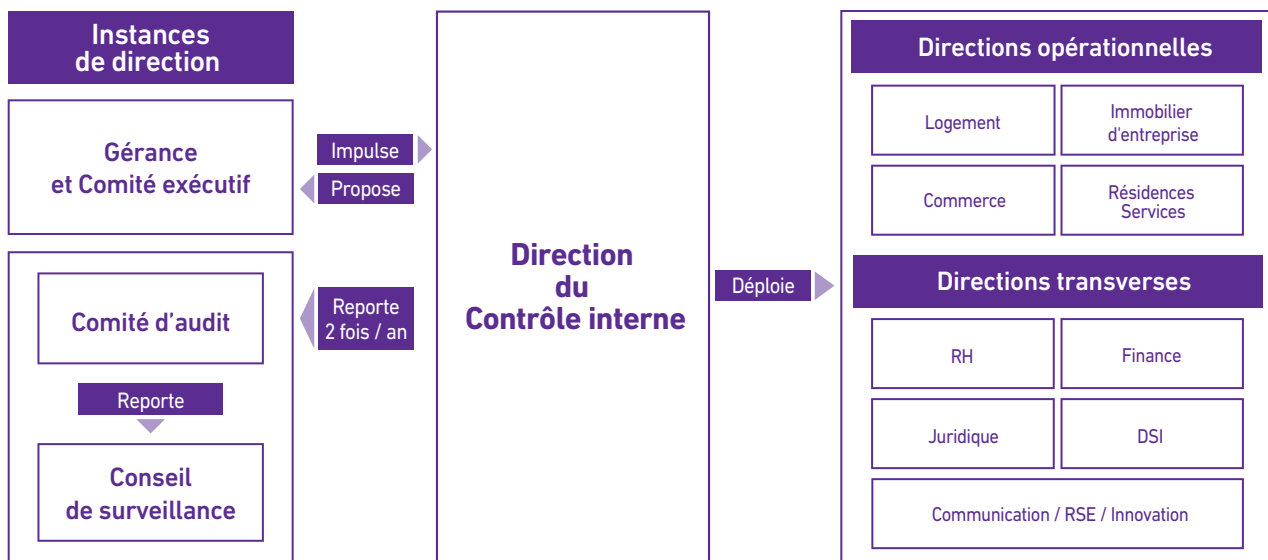 Instances
de direction
Gérance
et Comité exécutif
Impulse
Propose
Comité d'audit
Reporte
Conseil
de surveillance
Reporte
2 fois / an
Direction
du
Contrôle interne
Déploie
Directions opérationnelles
Logement
Immobilier
d'entreprise
Commerce
Résidences
Services
Directions transverses
RH
Finance
Juridique
DSI
Communication / RSE / Innovation